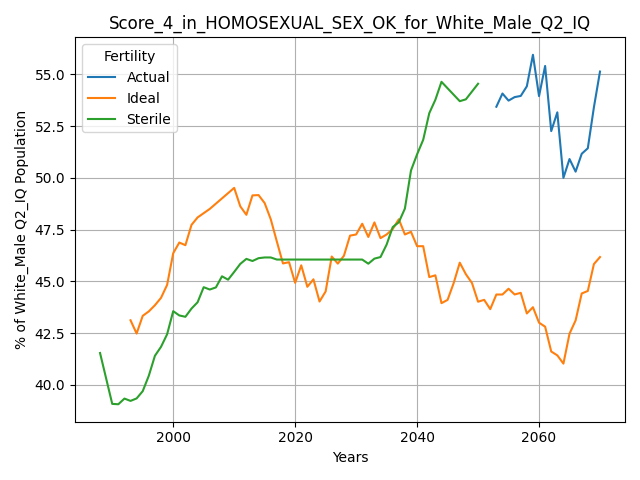 Score_4_in_HOMOSEXUAL_SEX_OK_for_White_Male_Q2_IQ
Fertility
Actual
Ideal
Sterile
% of White_Male Q2_IQ Population
55.0
52.5
50.0
47.5
45.0
42.5
40.0
2000 2020 2040 2060
Years